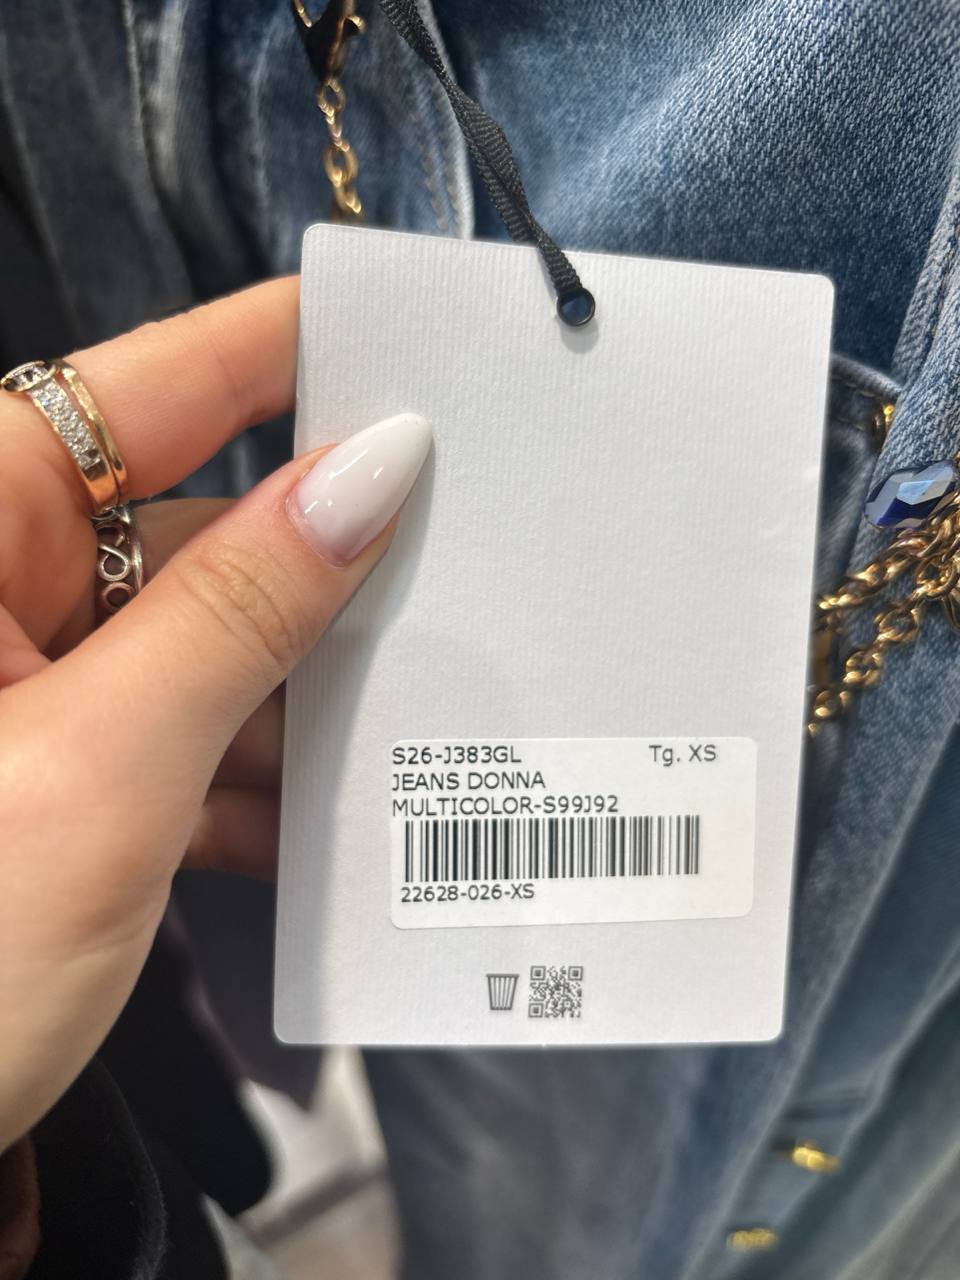 S26-J383GL Tg. XS
JEANS DONNA
MULTICOLOR-S99J92
22628-026-XS